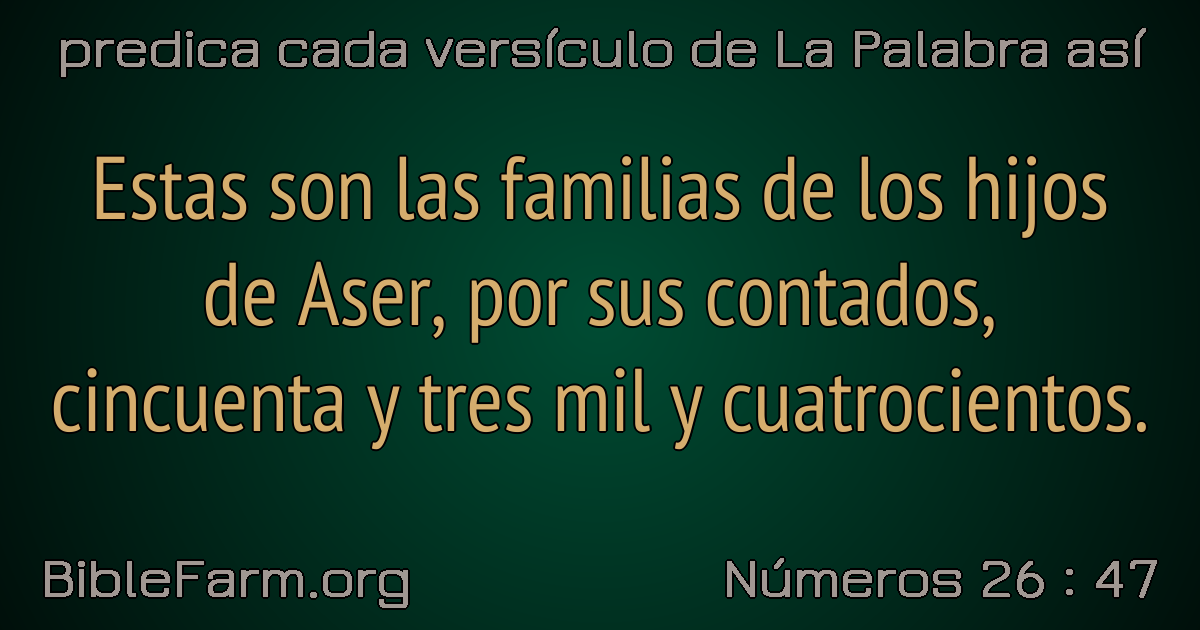 predica cada versículo de La Palabra así
Estas son las familias de los hijos
de Aser, por sus contados,
cincuenta y tres mil y cuatrocientos.
BibleFarm.org
Números 26 : 47